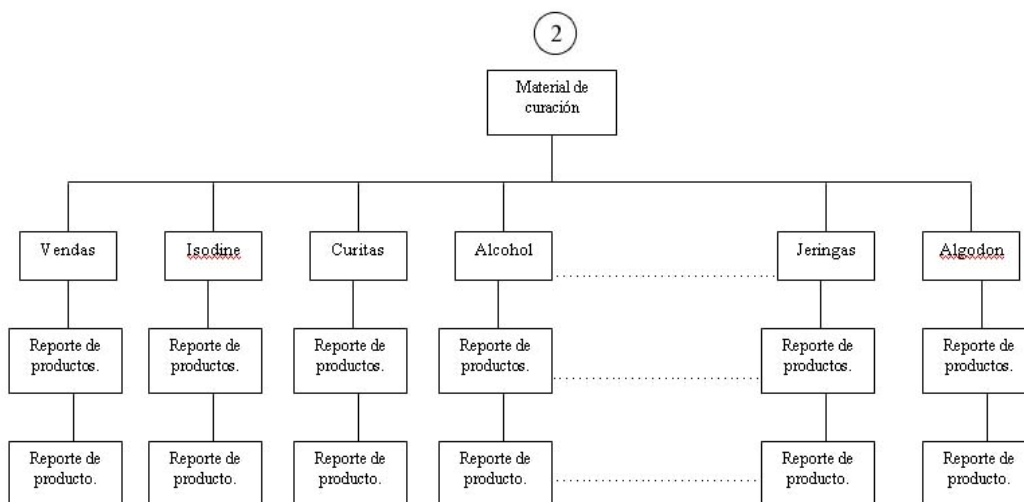 2
Material de
curación
Vendas
Isodine
Curitas
Alcohol
Jeringas
Algodon
Reporte de
productos.
Reporte de
productos.
Reporte de
productos.
Reporte de
productos.
Reporte de
productos.
Reporte de
productos.
Reporte de
producto.
Reporte de
producto.
Reporte de
producto.
Reporte de
producto.
Reporte de
producto.
Reporte de
producto.